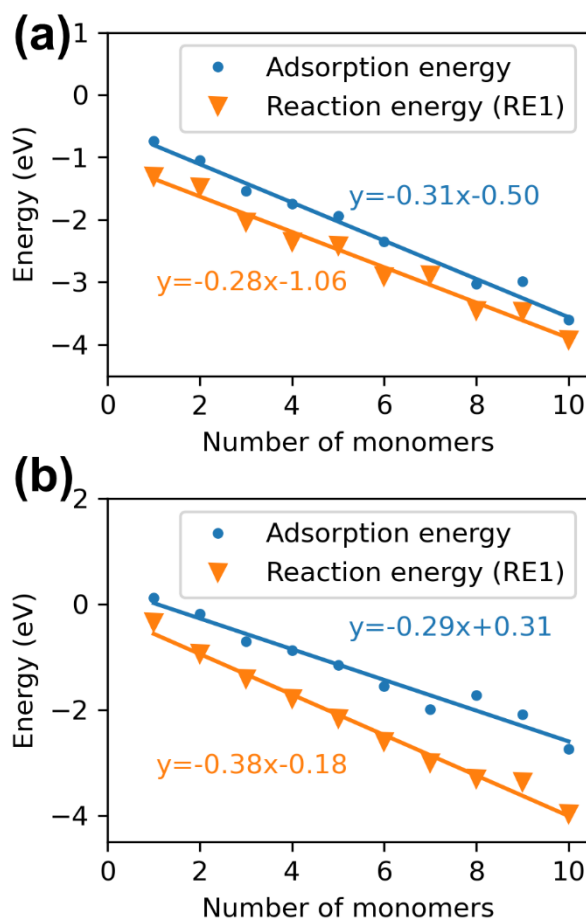 (a)
1
0
−1
−2
−3
−4
Energy (eV)
Adsorption energy
Reaction energy (RE1)
y=-0.31x-0.50
y=-0.28x-1.06
0 2 4 6 8 10
Number of monomers
(b)
2
0
−2
−4
Energy (eV)
Adsorption energy
Reaction energy (RE1)
y=-0.29x+0.31
y=-0.38x-0.18
0 2 4 6 8 10
Number of monomers